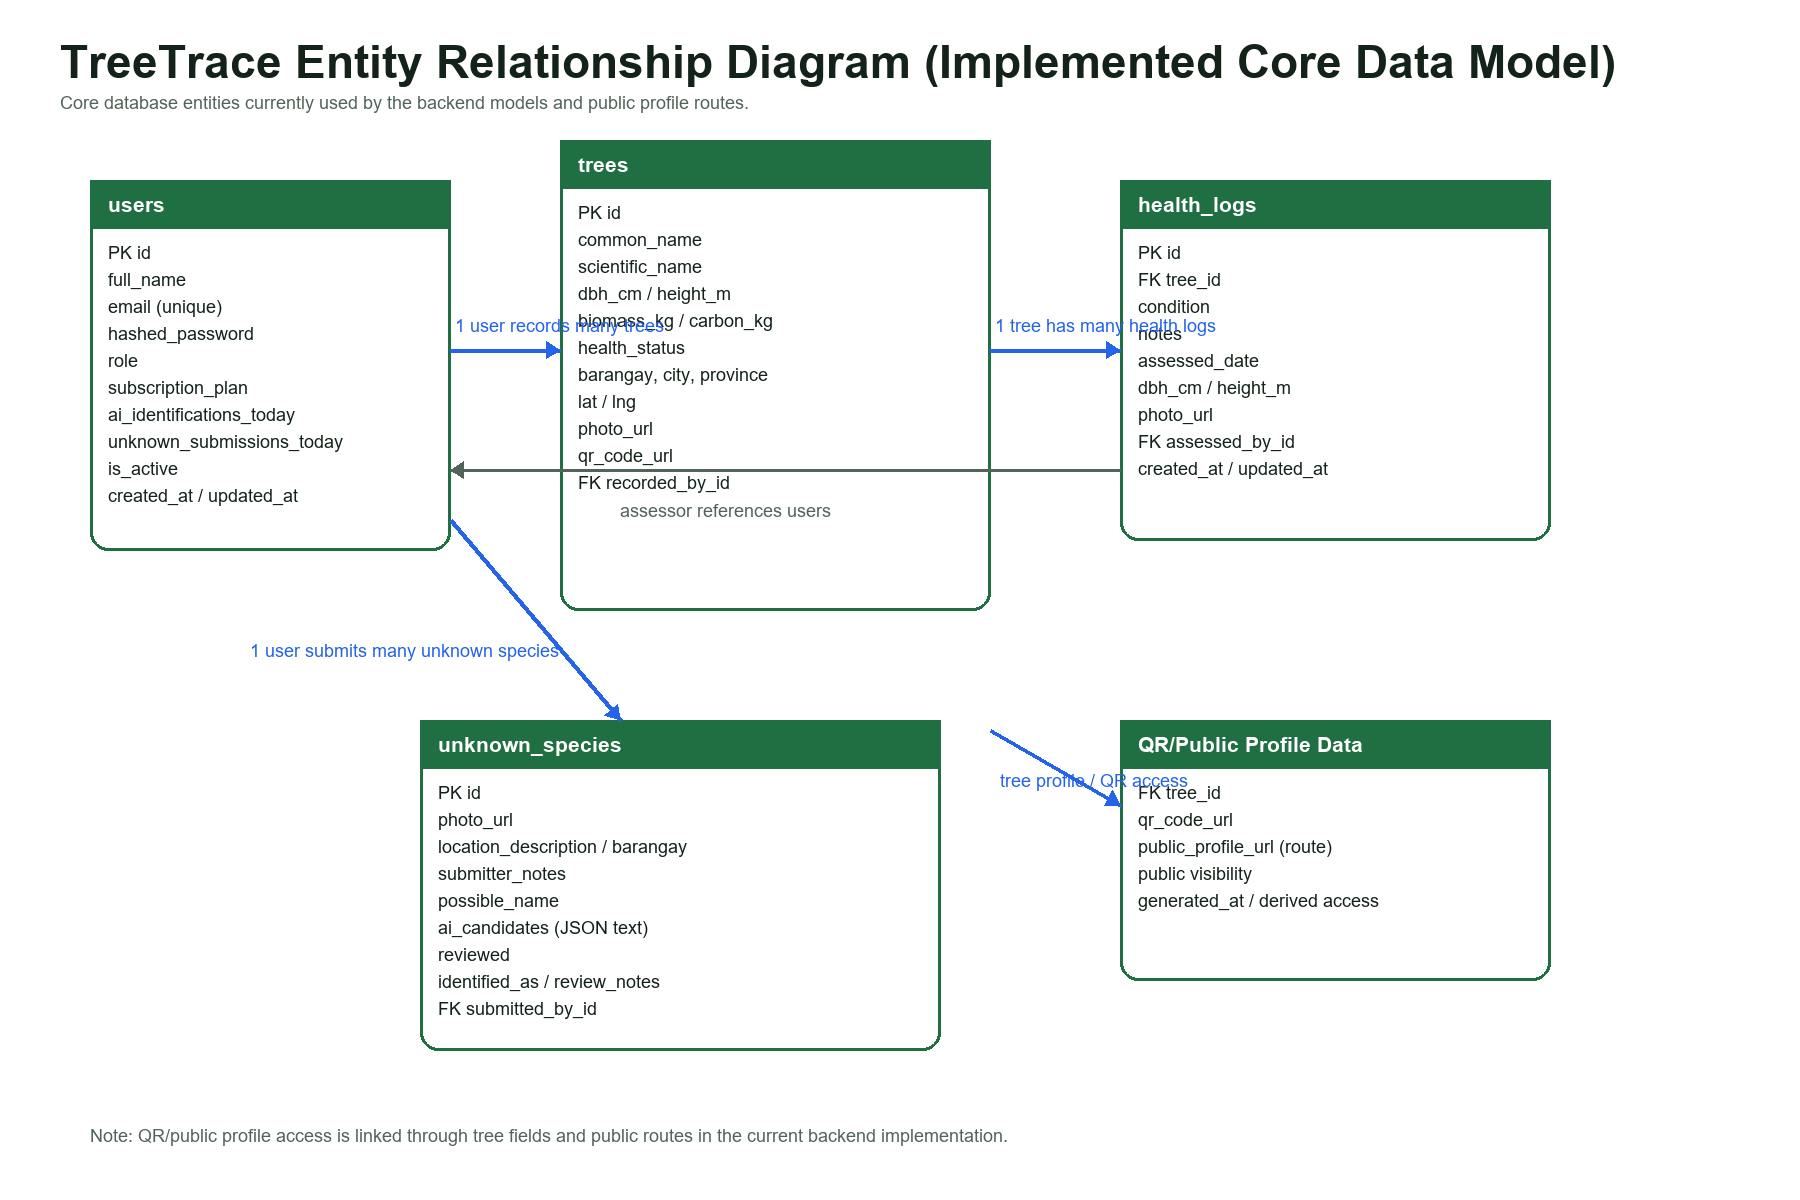 TreeTrace Entity Relationship Diagram (Implemented Core Data Model)
Core database entities currently used by the backend models and public profile routes.
users
PK id
full_name
email (unique)
hashed_password
role
subscription_plan
ai_identifications_today
unknown_submissions_today
is_active
created_at / updated_at
1 user records many trees
trees
PK id
common_name
scientific_name
dbh_cm / height_m
biomass_kg / carbon_kg
health_status
barangay, city, province
lat / lng
photo_url
qr_code_url
FK recorded_by_id
assessor references users
1 tree has many health logs
health_logs
PK id
FK tree_id
condition
notes
assessed_date
dbh_cm / height_m
photo_url
FK assessed_by_id
created_at / updated_at
1 user submits many unknown species
unknown_species
PK id
photo_url
location_description / barangay
submitter_notes
possible_name
ai_candidates (JSON text)
reviewed
identified_as / review_notes
FK submitted_by_id
tree profile / QR access
QR/Public Profile Data
FK tree_id
qr_code_url
public_profile_url (route)
public visibility
generated_at / derived access
Note: QR/public profile access is linked through tree fields and public routes in the current backend implementation.